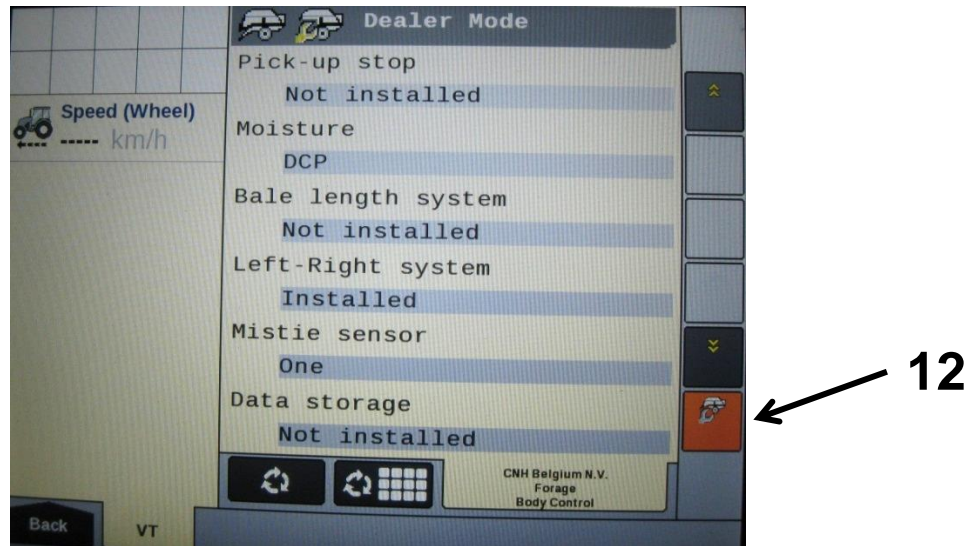 Dealer Mode
Pick-up stop
Not installed
Speed (Wheel)
----- km/h
Moisture
DCP
Bale length system
Not installed
Left-Right system
Installed
Mistie sensor
One
12
Data storage
Not installed
CNH Belgium N.V.
Forage
Body Control
Back
VT